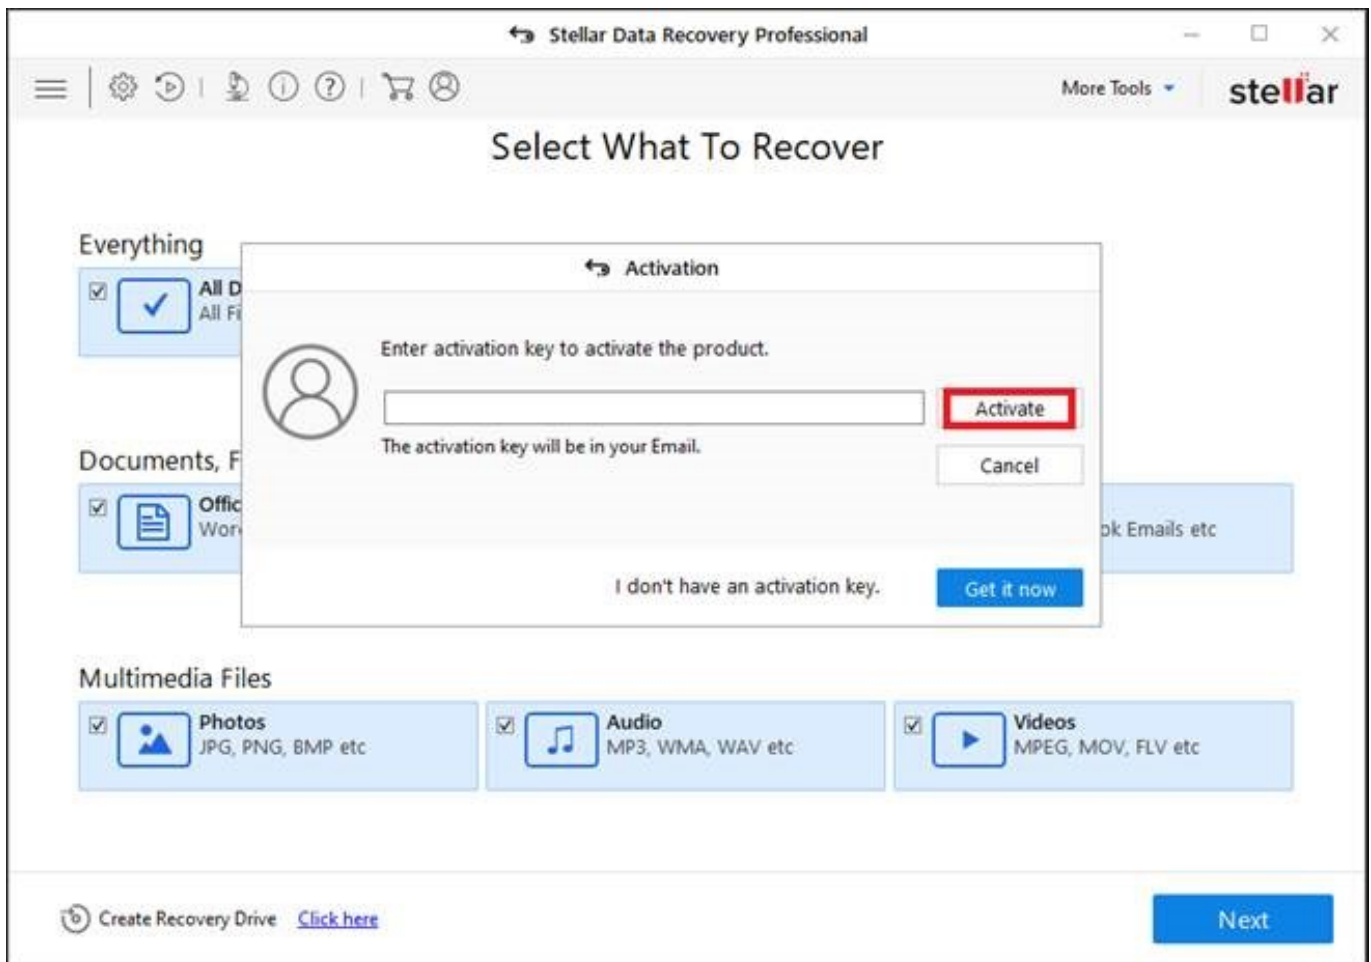 Stellar Data Recovery Professional
More Tools
stellar
Select What To Recover
Everything
All D
All Fi
Activation
Enter activation key to activate the product.
Activate
The activation key will be in your Email.
Cancel
I don't have an activation key.
Get it now
Documents, F
Offic
Wor
ok Emails etc
Multimedia Files
Photos
JPG, PNG, BMP etc
Audio
MP3, WMA, WAV etc
Videos
MPEG, MOV, FLV etc
Create Recovery Drive Click here
Next